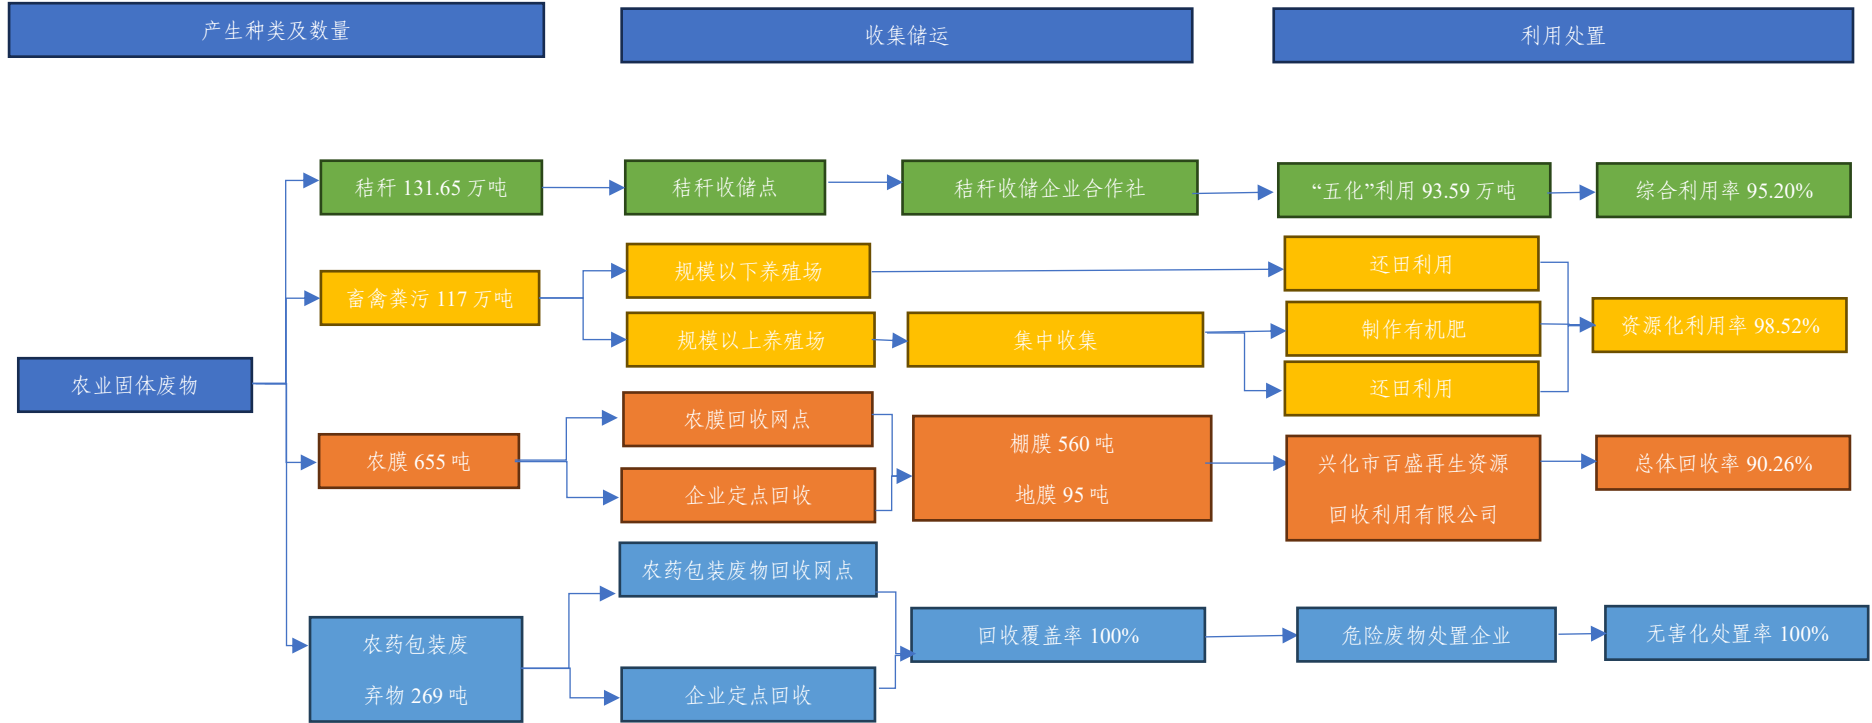 产生种类及数量
收集储运
利用处置
秸秆 131.65 万吨
秸秆收储点
秸秆收储企业合作社
“五化”利用 93.59 万吨
综合利用率 95.20%
畜禽粪污 117 万吨
规模以下养殖场
还田利用
规模以上养殖场
集中收集
制作有机肥
还田利用
资源化利用率 98.52%
农业固体废物
农膜 655 吨
农膜回收网点
企业定点回收
棚膜 560 吨
地膜 95 吨
兴化市百盛再生资源
回收利用有限公司
总体回收率 90.26%
农药包装废
弃物 269 吨
农药包装废物回收网点
企业定点回收
回收覆盖率 100%
危险废物处置企业
无害化处置率 100%